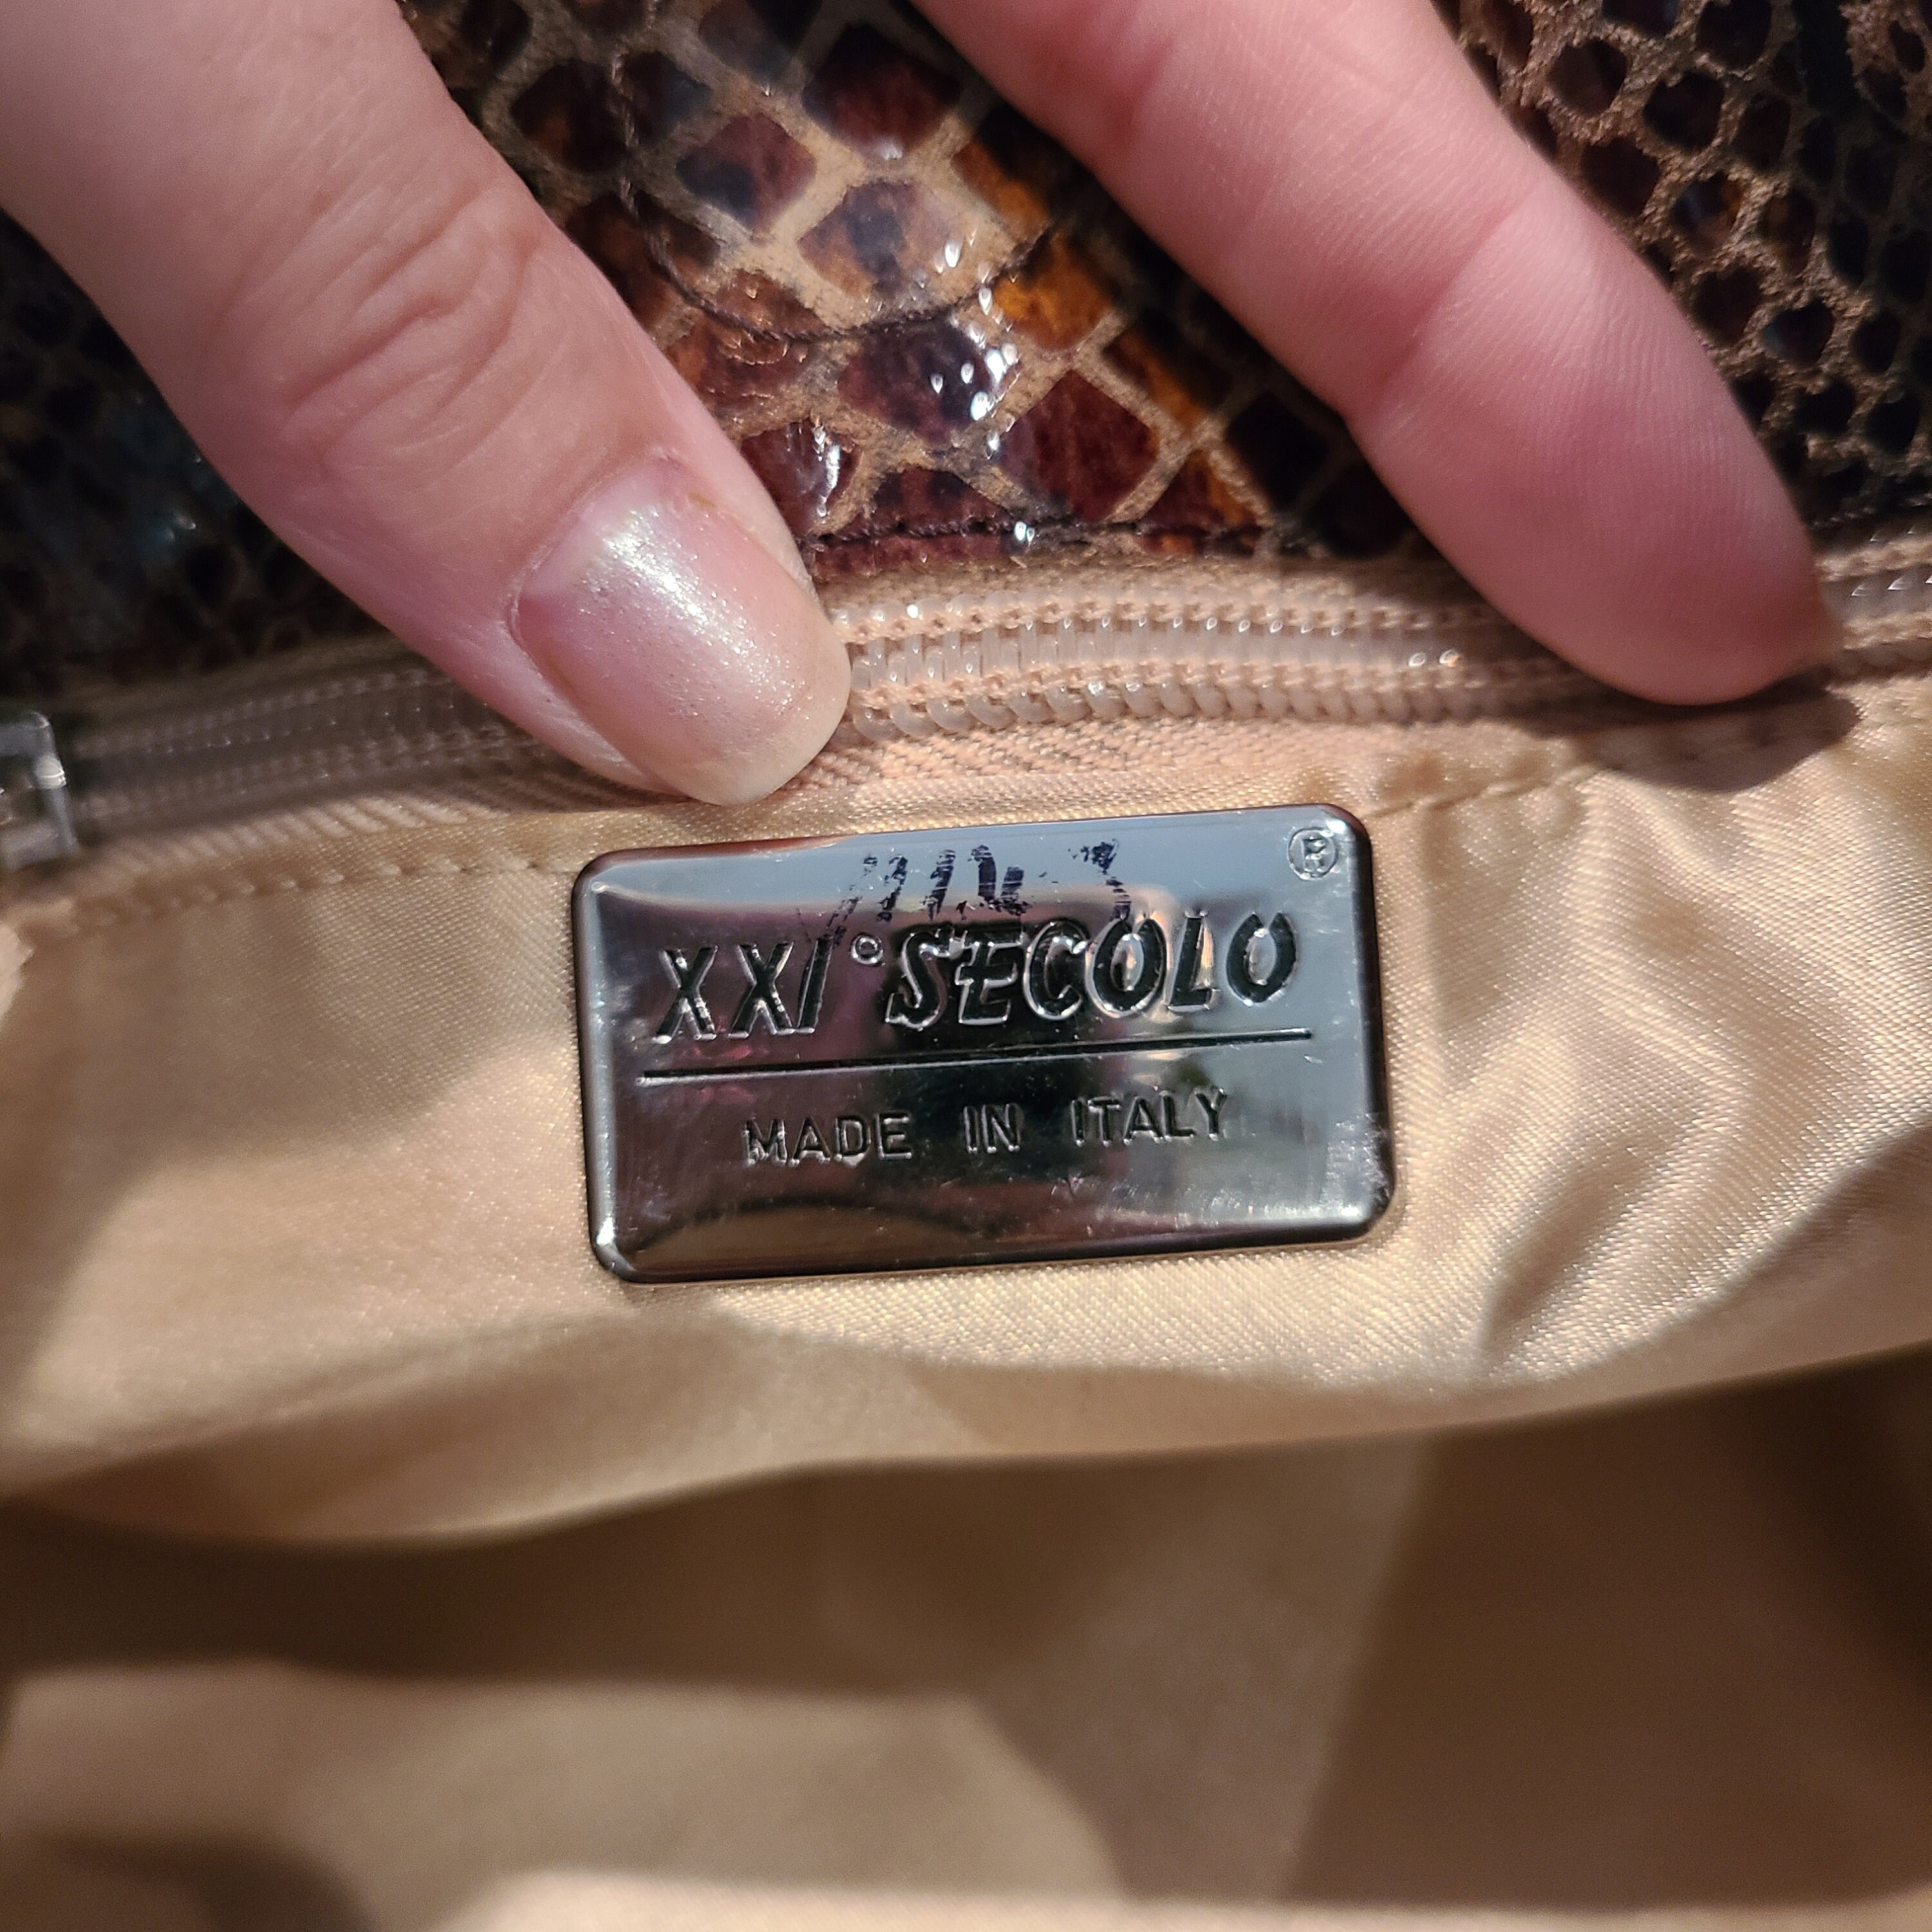 ®
XXI° SECOLO
MADE IN ITALY